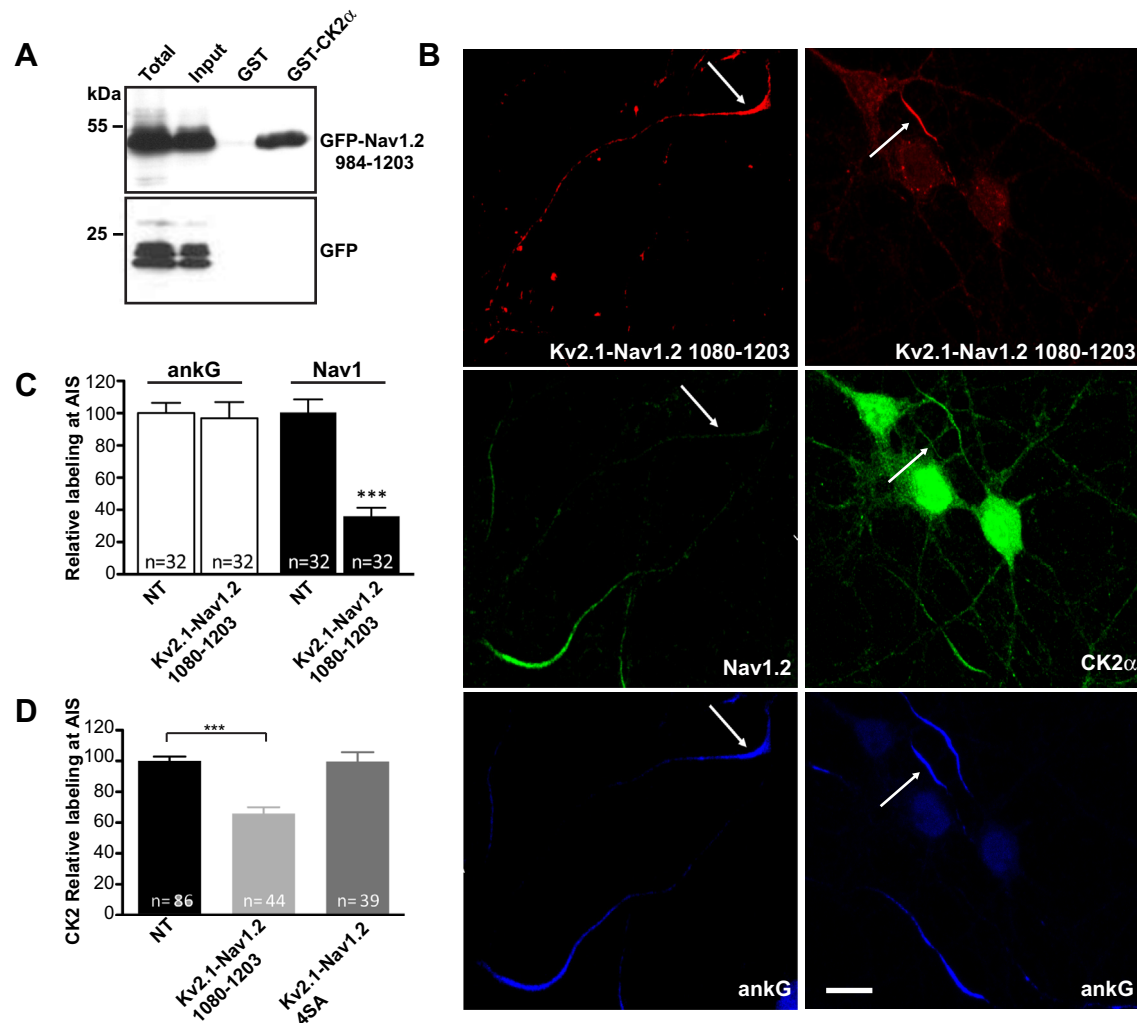 A
Total
Input
GST
GST-CK2α
kDa
55
GFP-Nav1.2
984-1203
25
GFP
B
Kv2.1-Nav1.2 1080-1203
Kv2.1-Nav1.2 1080-1203
Nav1.2
CK2α
ankG
ankG
C
ankG
Nav1
Relative labeling at AIS
120
100
80
60
40
20
0
***
n=32
n=32
n=32
n=32
NT
Kv2.1-Nav1.2
1080-1203
NT
Kv2.1-Nav1.2
1080-1203
D
CK2 Relative labeling at AIS
120
100
80
60
40
20
0
***
n= 86
n= 44
n= 39
NT
Kv2.1-Nav1.2
1080-1203
Kv2.1-Nav1.2
4SA